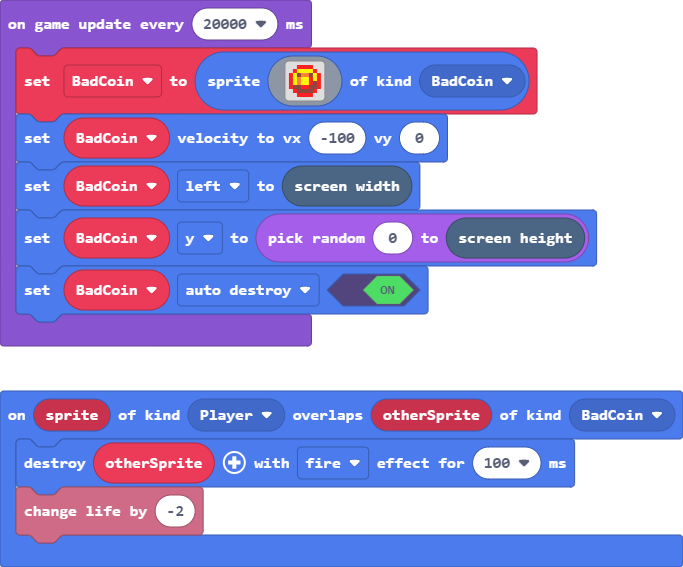 on game update every 20000 ms
set BadCoin to sprite of kind BadCoin
set BadCoin velocity to vx -100 vy 0
set BadCoin left to screen width
set BadCoin y to pick random 0 to screen height
set BadCoin auto destroy ON
on sprite of kind Player overlaps otherSprite of kind BadCoin
destroy otherSprite with fire effect for 100 ms
change life by -2